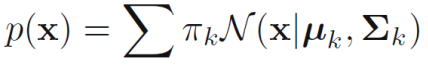 p(x) = ∑ π_k 𝒩(x|μ_k, Σ_k)